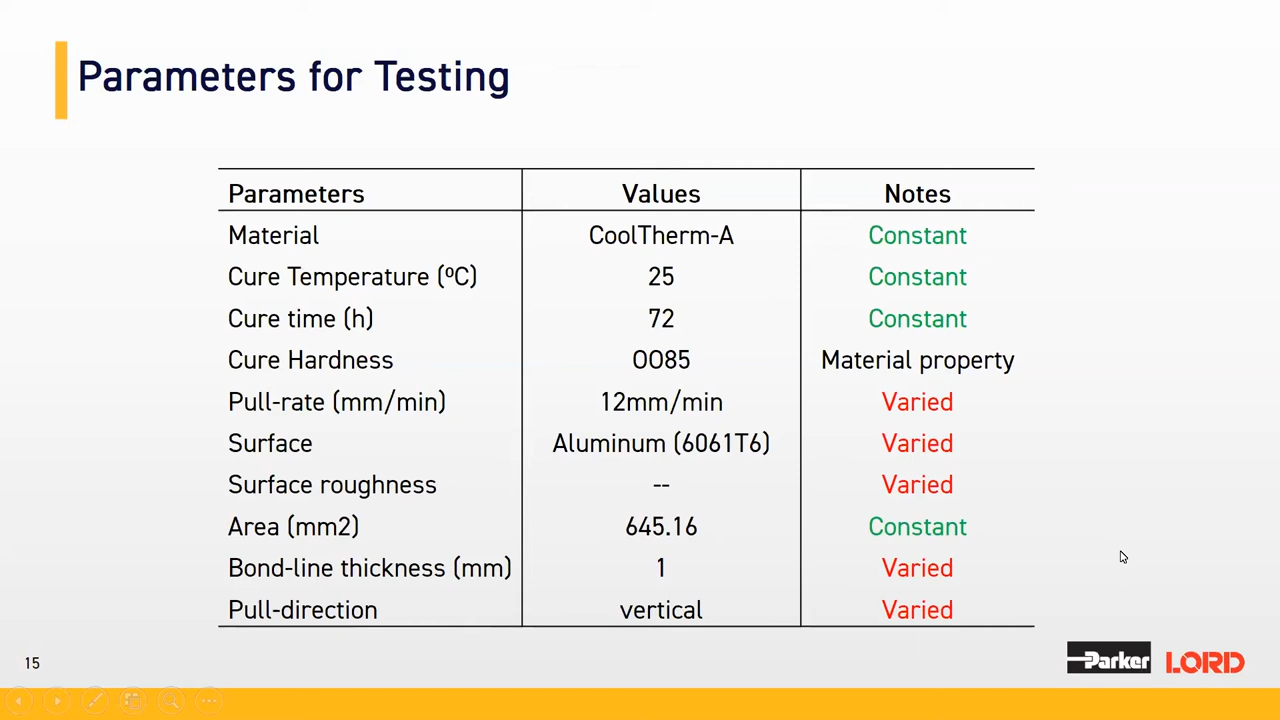 Parameters for Testing
Parameters Values Notes
Material CoolTherm-A Constant
Cure Temperature (ºC) 25 Constant
Cure time (h) 72 Constant
Cure Hardness OO85 Material property
Pull-rate (mm/min) 12mm/min Varied
Surface Aluminum (6061T6) Varied
Surface roughness -- Varied
Area (mm2) 645.16 Constant
Bond-line thickness (mm) 1 Varied
Pull-direction vertical Varied
15
Parker LORD